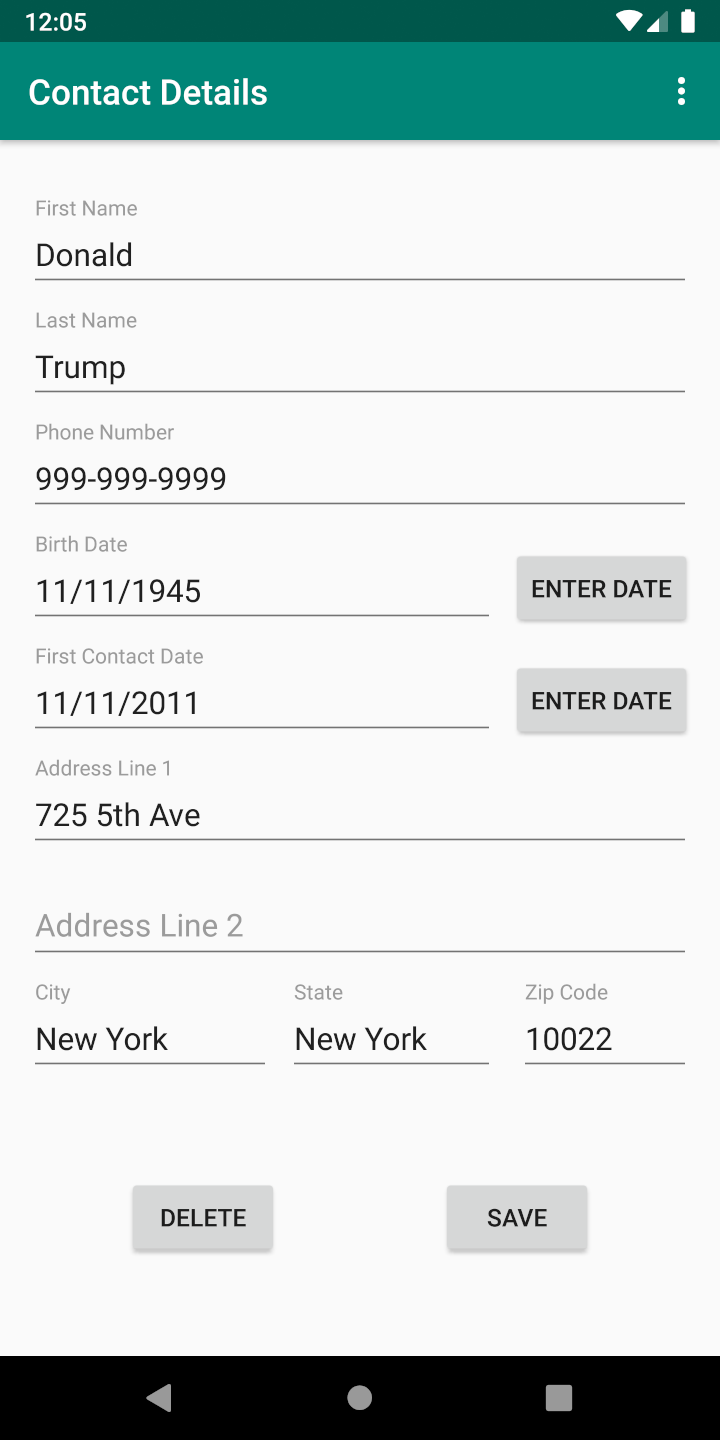 12:05
Contact Details
First Name
Donald
Last Name
Trump
Phone Number
999-999-9999
Birth Date
11/11/1945
ENTER DATE
First Contact Date
11/11/2011
ENTER DATE
Address Line 1
725 5th Ave
Address Line 2
City State Zip Code
New York New York 10022
DELETE SAVE